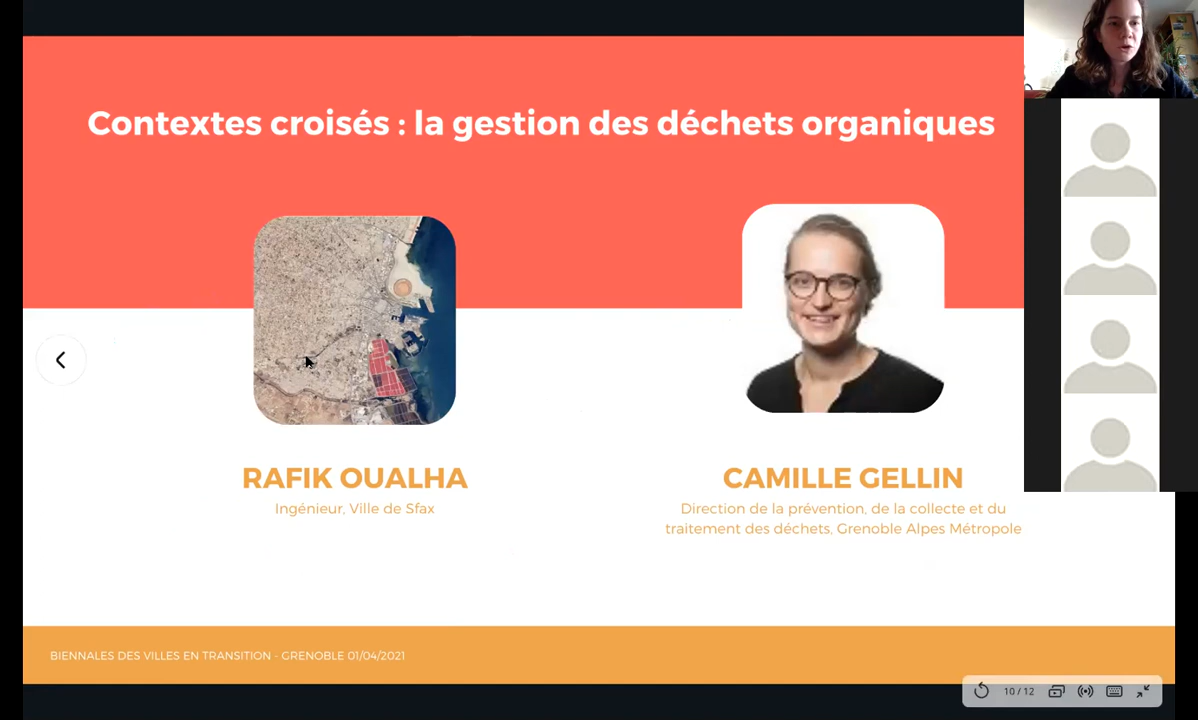 Contextes croisés : la gestion des déchets organiques
RAFIK OUALHA
Ingénieur, Ville de Sfax
CAMILLE GELLIN
Direction de la prévention, de la collecte et du
traitement des déchets, Grenoble Alpes Métropole
BIENNALES DES VILLES EN TRANSITION - GRENOBLE 01/04/2021
10 / 12